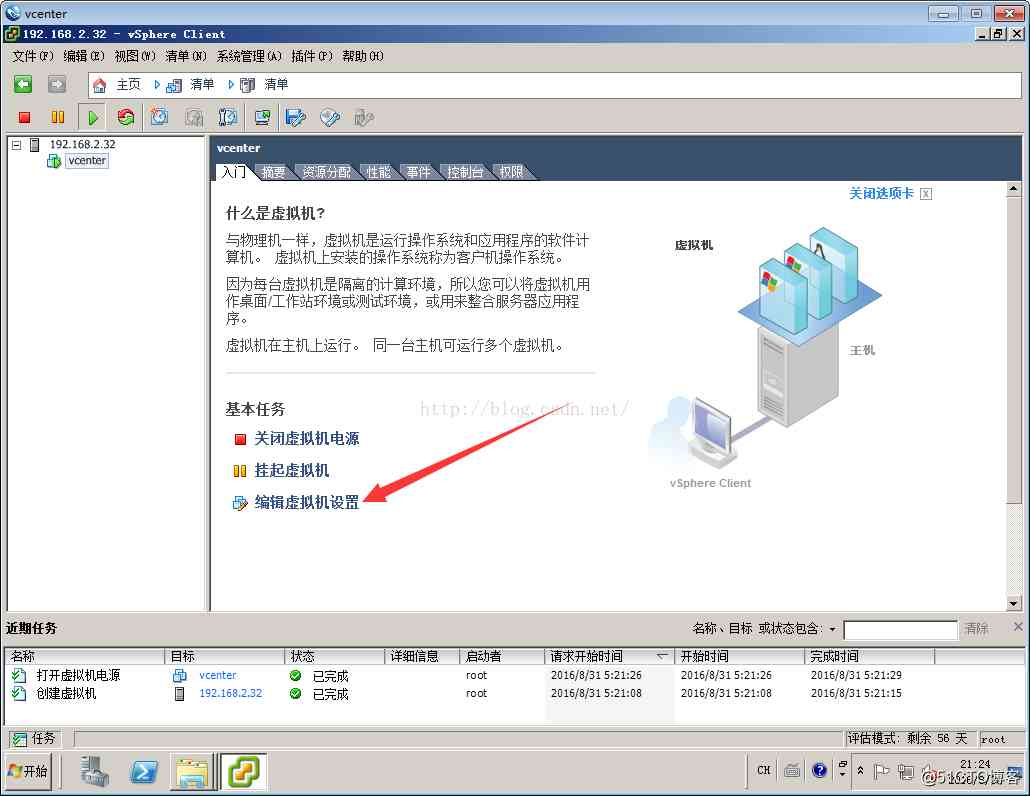 vcenter
192.168.2.32 - vSphere Client
文件(F) 编辑(E) 视图(W) 清单(N) 系统管理(A) 插件(P) 帮助(H)
主页 清单 清单
192.168.2.32
vcenter
vcenter
入门 摘要 资源分配 性能 事件 控制台 权限
关闭选项卡 X
什么是虚拟机?
与物理机一样，虚拟机是运行操作系统和应用程序的软件计
算机。 虚拟机上安装的操作系统称为客户机操作系统。
因为每台虚拟机是隔离的计算环境，所以您可以将虚拟机用
作桌面/工作站环境或测试环境，或用来整合服务器应用程
序。
虚拟机在主机上运行。 同一台主机可运行多个虚拟机。
虚拟机
主机
vSphere Client
http://blog.csdn.net/
基本任务
关闭虚拟机电源
挂起虚拟机
编辑虚拟机设置
近期任务
名称、目标 或状态包含: 清除
名称 目标 状态 详细信息 启动者 请求开始时间 开始时间 完成时间
打开虚拟机电源 vcenter 已完成 root 2016/8/31 5:21:26 2016/8/31 5:21:26 2016/8/31 5:21:29
创建虚拟机 192.168.2.32 已完成 root 2016/8/31 5:21:08 2016/8/31 5:21:08 2016/8/31 5:21:15
任务 评估模式: 剩余 56 天 root
开始 CH 21:24
@51CTO博客